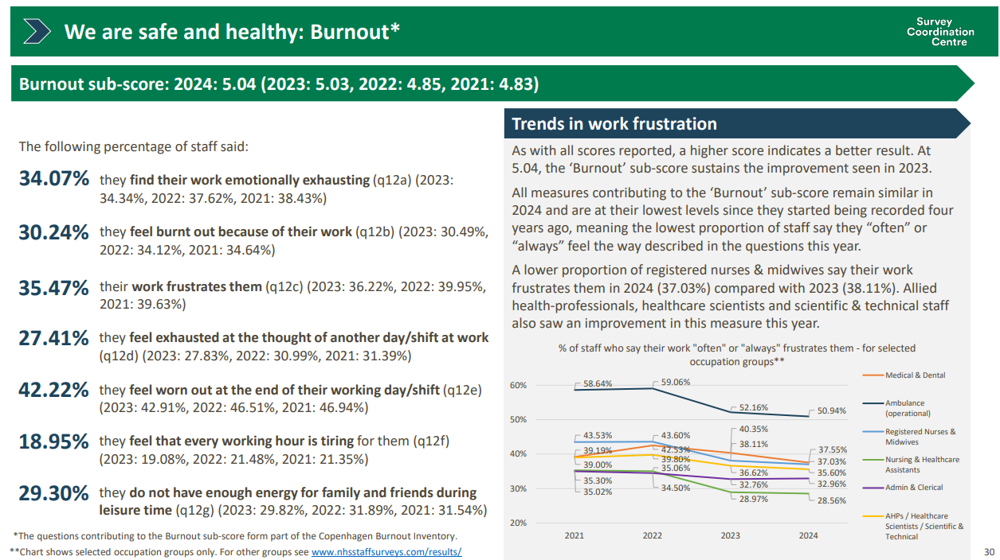 We are safe and healthy: Burnout*
Survey
Coordination
Centre
Burnout sub-score: 2024: 5.04 (2023: 5.03, 2022: 4.85, 2021: 4.83)
The following percentage of staff said:
34.07% they find their work emotionally exhausting (q12a) (2023:
34.34%, 2022: 37.62%, 2021: 38.43%)
30.24% they feel burnt out because of their work (q12b) (2023: 30.49%,
2022: 34.12%, 2021: 34.64%)
35.47% their work frustrates them (q12c) (2023: 36.22%, 2022: 39.95%,
2021: 39.63%)
27.41% they feel exhausted at the thought of another day/shift at work
(q12d) (2023: 27.83%, 2022: 30.99%, 2021: 31.39%)
42.22% they feel worn out at the end of their working day/shift (q12e)
(2023: 42.91%, 2022: 46.51%, 2021: 46.94%)
18.95% they feel that every working hour is tiring for them (q12f)
(2023: 19.08%, 2022: 21.48%, 2021: 21.35%)
29.30% they do not have enough energy for family and friends during
leisure time (q12g) (2023: 29.82%, 2022: 31.89%, 2021: 31.54%)
*The questions contributing to the Burnout sub-score form part of the Copenhagen Burnout Inventory.
**Chart shows selected occupation groups only. For other groups see www.nhsstaffsurveys.com/results/
Trends in work frustration
As with all scores reported, a higher score indicates a better result. At
5.04, the ‘Burnout’ sub-score sustains the improvement seen in 2023.
All measures contributing to the ‘Burnout’ sub-score remain similar in
2024 and are at their lowest levels since they started being recorded four
years ago, meaning the lowest proportion of staff say they “often” or
“always” feel the way described in the questions this year.
A lower proportion of registered nurses & midwives say their work
frustrates them in 2024 (37.03%) compared with 2023 (38.11%). Allied
health-professionals, healthcare scientists and scientific & technical staff
also saw an improvement in this measure this year.
% of staff who say their work "often" or "always" frustrates them - for selected
occupation groups**
60%
50%
40%
30%
20%
58.64%
43.53%
39.19%
39.00%
35.30%
35.02%
59.06%
43.60%
42.53%
39.80%
35.06%
34.50%
52.16%
40.35%
38.11%
36.62%
32.76%
28.97%
50.94%
37.55%
37.03%
35.60%
32.96%
28.56%
2021
2022
2023
2024
Medical & Dental
Ambulance
(operational)
Registered Nurses &
Midwives
Nursing & Healthcare
Assistants
Admin & Clerical
AHPs / Healthcare
Scientists / Scientific &
Technical
30